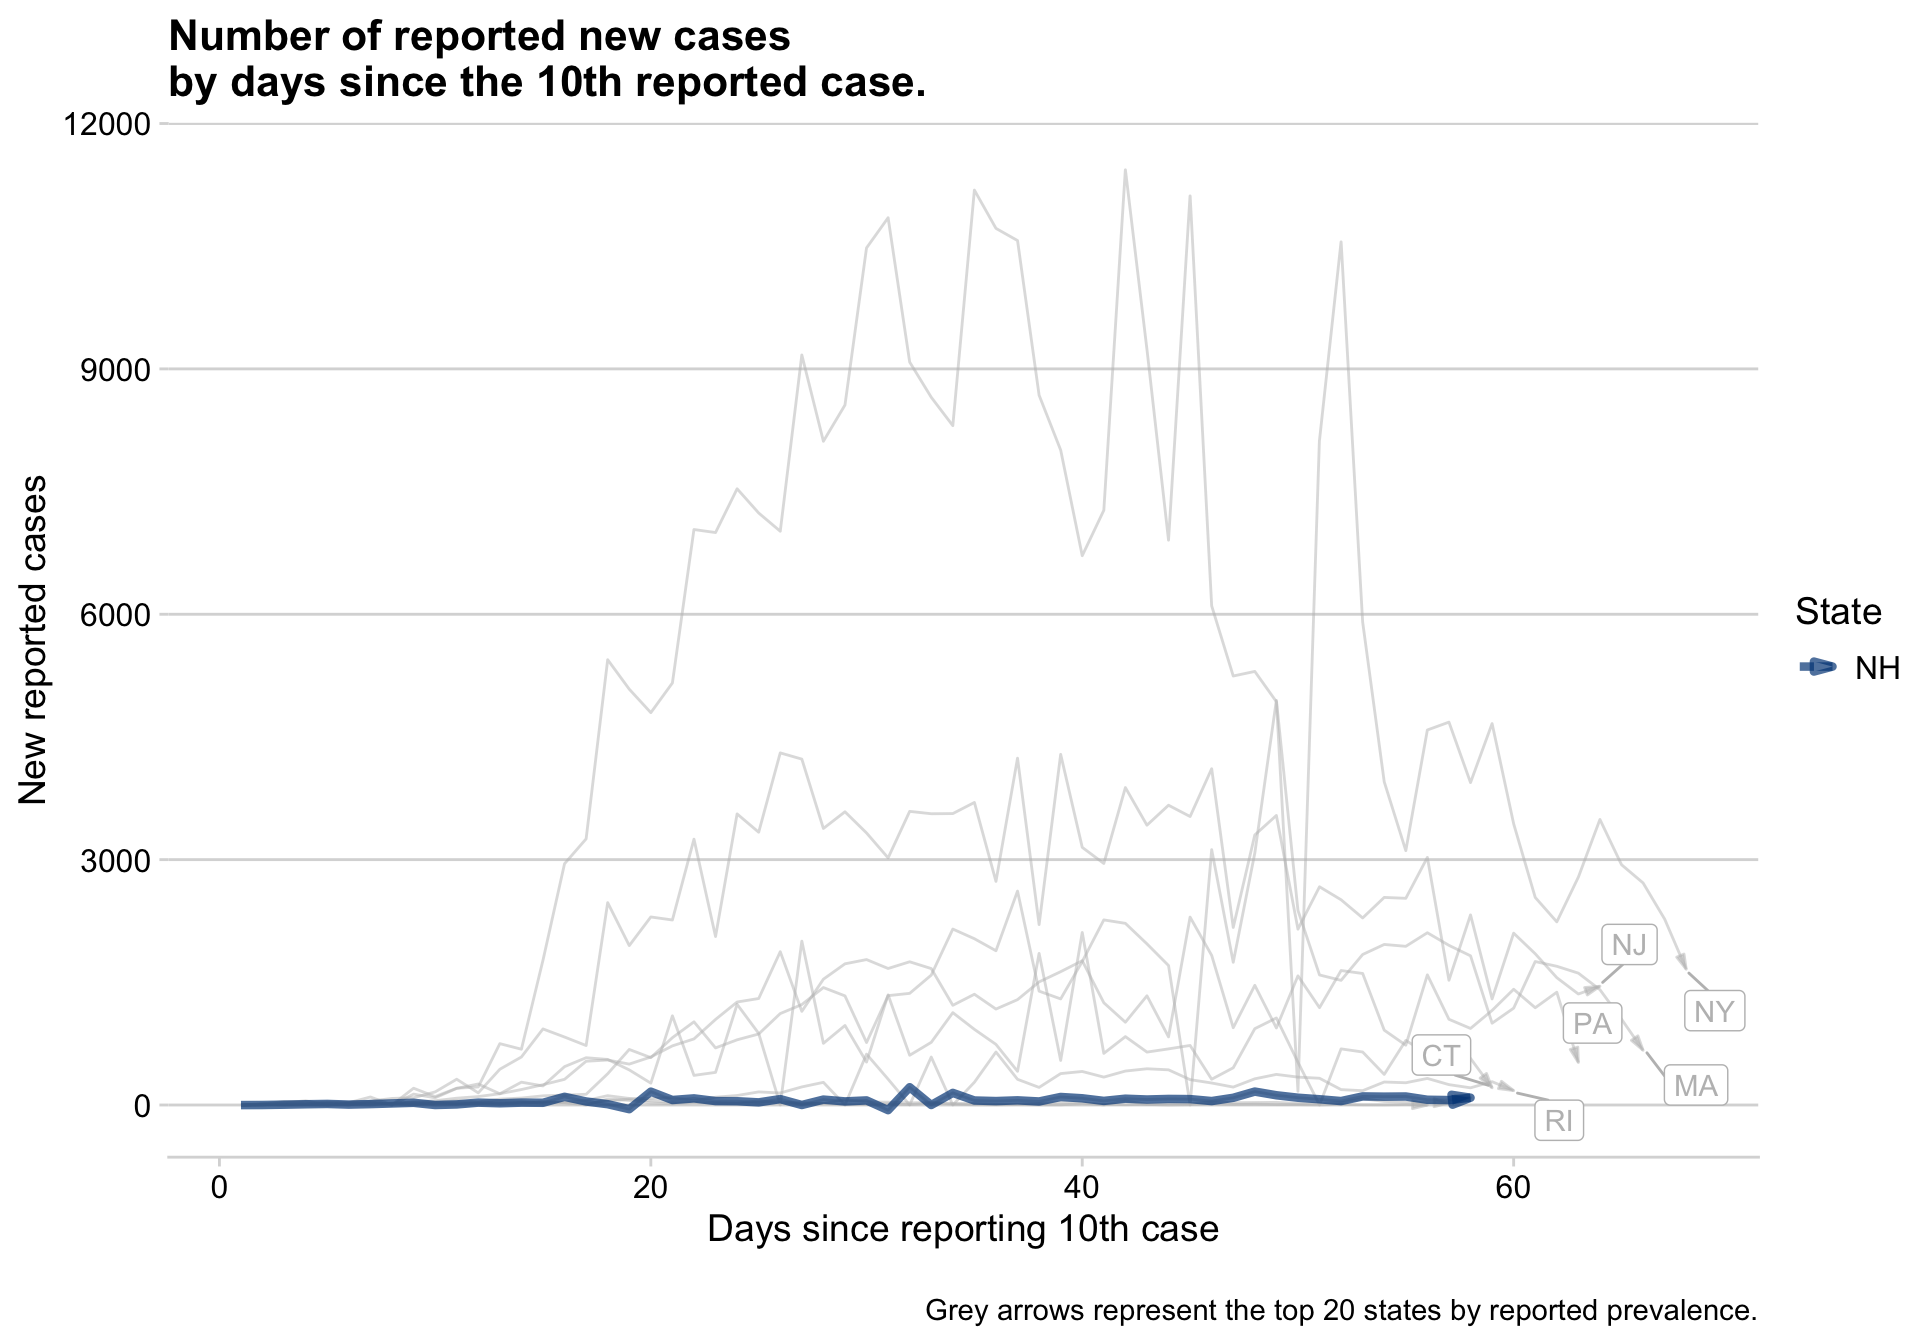 Number of reported new cases
by days since the 10th reported case.
12000
9000
6000
3000
0
New reported cases
NJ
NY
PA
CT
MA
RI
State
NH
0
20
40
60
Days since reporting 10th case
Grey arrows represent the top 20 states by reported prevalence.